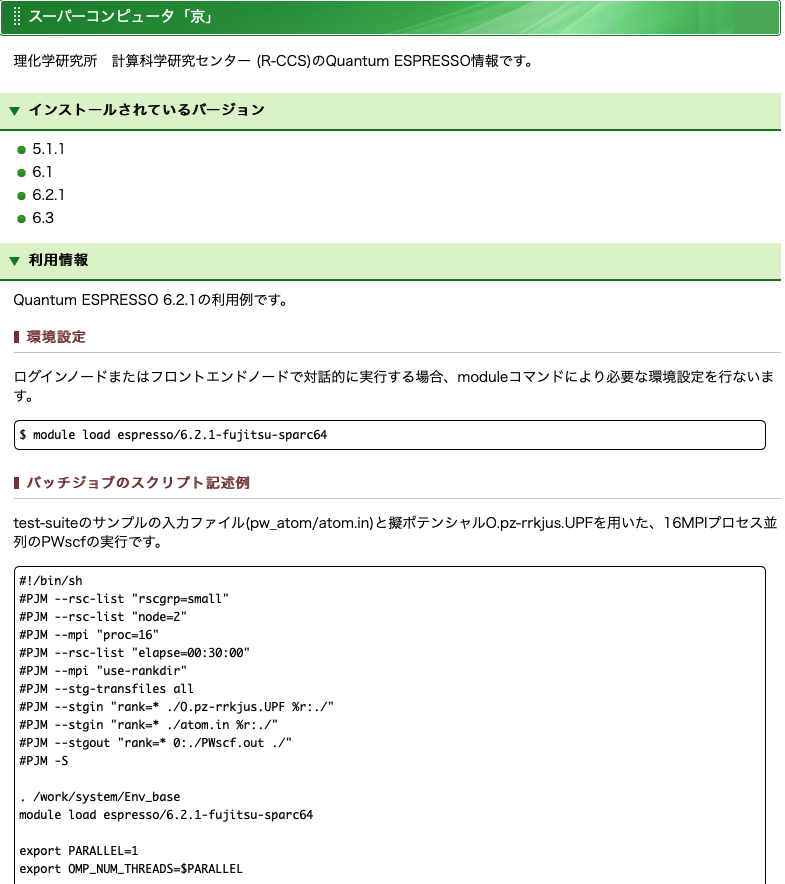 スーパーコンピュータ「京」
理化学研究所　計算科学研究センター (R-CCS)のQuantum ESPRESSO情報です。
インストールされているバージョン
5.1.1
6.1
6.2.1
6.3
利用情報
Quantum ESPRESSO 6.2.1の利用例です。
環境設定
ログインノードまたはフロントエンドノードで対話的に実行する場合、moduleコマンドにより必要な環境設定を行ないま
す。
$ module load espresso/6.2.1-fujitsu-sparc64
バッチジョブのスクリプト記述例
test-suiteのサンプルの入力ファイル(pw_atom/atom.in)と擬ポテンシャルO.pz-rrkjus.UPFを用いた、16MPIプロセス並
列のPWscfの実行です。
#!/bin/sh
#PJM --rsc-list "rscgrp=small"
#PJM --rsc-list "node=2"
#PJM --mpi "proc=16"
#PJM --rsc-list "elapse=00:30:00"
#PJM --mpi "use-rankdir"
#PJM --stg-transfiles all
#PJM --stgin "rank=* ./O.pz-rrkjus.UPF %r:./"
#PJM --stgin "rank=* ./atom.in %r:./"
#PJM --stgout "rank=* 0:./PWscf.out ./"
#PJM -S
. /work/system/Env_base
module load espresso/6.2.1-fujitsu-sparc64
export PARALLEL=1
export OMP_NUM_THREADS=$PARALLEL